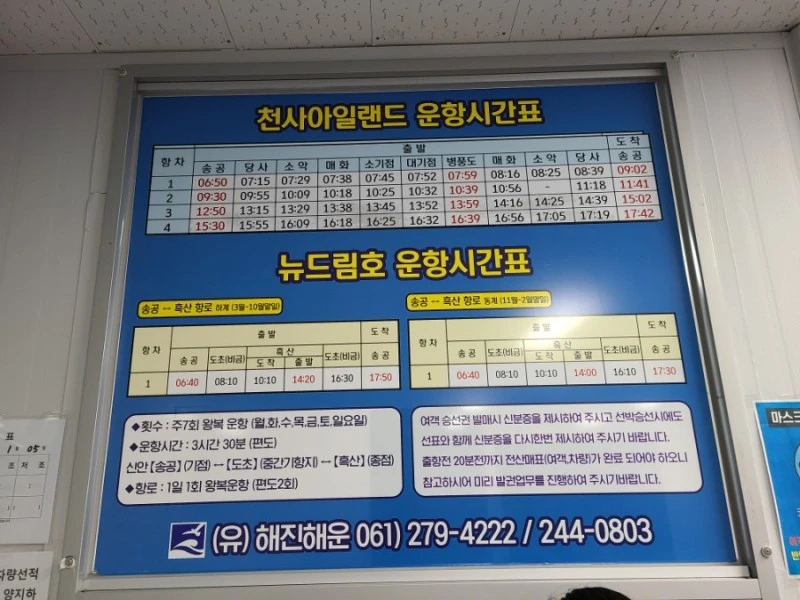 천사아일랜드 운항시간표
항차 출발 도착
송공 당사 소악 매화 소기점 대기점 병풍도 매화 소악 당사 송공
1 06:50 07:15 07:29 07:38 07:45 07:52 07:59 08:16 08:25 08:39 09:02
2 09:30 09:55 10:09 10:18 10:25 10:32 10:39 10:56 - 11:18 11:41
3 12:50 13:15 13:29 13:38 13:45 13:52 13:59 14:16 14:25 14:39 15:02
4 15:30 15:55 16:09 16:18 16:25 16:32 16:39 16:56 17:05 17:19 17:42
뉴드림호 운항시간표
송공 ↔ 흑산 항로 하계 (3월-10월말일)
항차 출발 도착
송공 도초(비금) 흑산 도착 출발 도초(비금) 송공
1 06:40 08:10 10:10 14:20 16:30 17:50
송공 ↔ 흑산 항로 동계 (11월-2월말일)
항차 출발 도착
송공 도초(비금) 흑산 도착 출발 도초(비금) 송공
1 06:40 08:10 10:10 14:00 16:10 17:30
◆횟수 : 주7회 왕복 운항 (월,화,수,목,금,토,일요일)
◆운항시간 : 3시간 30분 (편도)
신안 【송공】 (기점) ↔ 【도초】 (중간기항지) ↔ 【흑산】 (종점)
◆항로 : 1일 1회 왕복운항 (편도2회)
여객 승선권 발매시 신분증을 제시하여 주시고 선박승선시에도
선표와 함께 신분증을 다시한번 제시하여 주시기 바랍니다.
출항전 20분전까지 전산매표(여객,차량)가 완료 되어야 하오니
참고하시어 미리 발권업무를 진행하여 주시기바랍니다.
(유) 해진해운 061) 279-4222 / 244-0803
표
조 저 조
차량선적
양지하
마스크